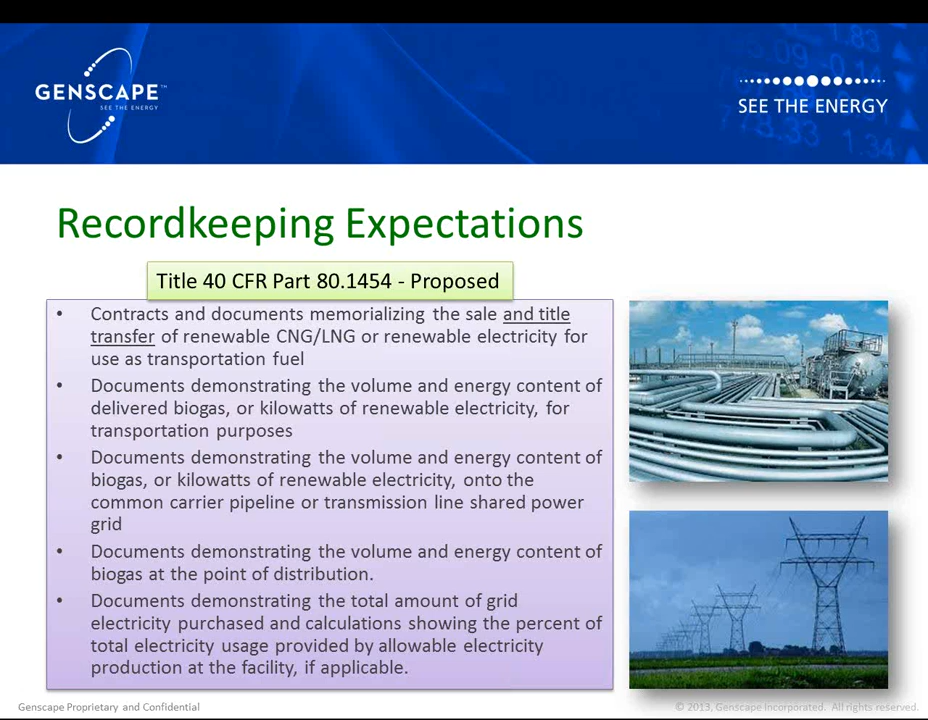 GENSCAPE™
SEE THE ENERGY
SEE THE ENERGY
Recordkeeping Expectations
Title 40 CFR Part 80.1454 - Proposed
• Contracts and documents memorializing the sale and title
transfer of renewable CNG/LNG or renewable electricity for
use as transportation fuel
• Documents demonstrating the volume and energy content of
delivered biogas, or kilowatts of renewable electricity, for
transportation purposes
• Documents demonstrating the volume and energy content of
biogas, or kilowatts of renewable electricity, onto the
common carrier pipeline or transmission line shared power
grid
• Documents demonstrating the volume and energy content of
biogas at the point of distribution.
• Documents demonstrating the total amount of grid
electricity purchased and calculations showing the percent of
total electricity usage provided by allowable electricity
production at the facility, if applicable.
Genscape Proprietary and Confidential
© 2013, Genscape Incorporated. All rights reserved.